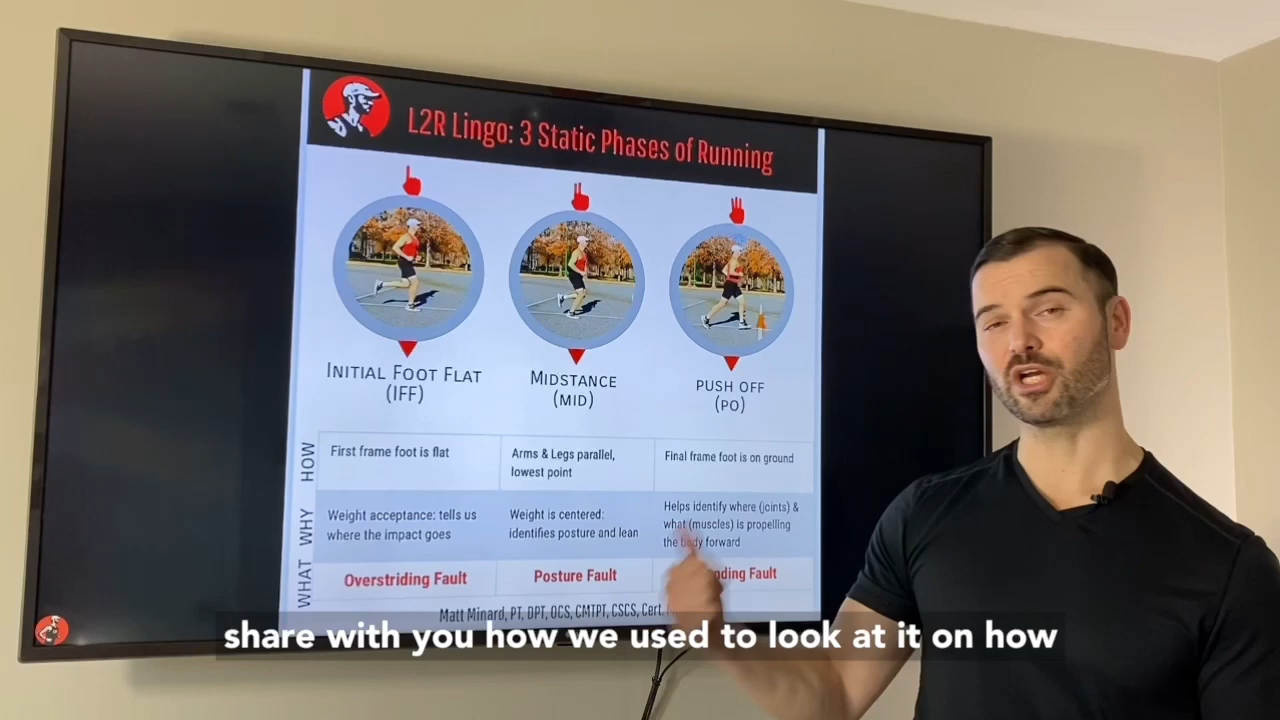 L2R Lingo: 3 Static Phases of Running
INITIAL FOOT FLAT
(IFF)
MIDSTANCE
(MID)
PUSH OFF
(PO)
HOW
First frame foot is flat
Arms & Legs parallel,
lowest point
Final frame foot is on ground
WHY
Weight acceptance: tells us
where the impact goes
Weight is centered:
identifies posture and lean
Helps identify where (joints) &
what (muscles) is propelling
the body forward
WHAT
Overstriding Fault
Posture Fault
Fault
Matt Minard, PT, DPT, OCS, CMTPT, CSCS, Cert.
share with you how we used to look at it on how